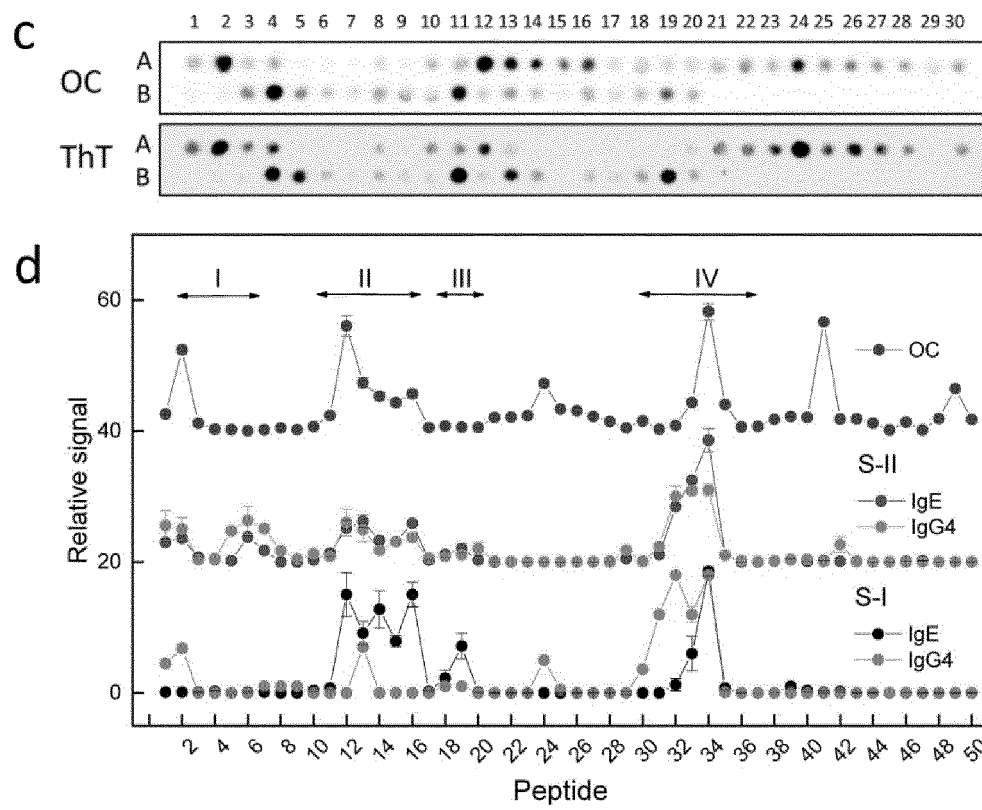 c
1 2 3 4 5 6 7 8 9 10 11 12 13 14 15 16 17 18 19 20 21 22 23 24 25 26 27 28 29 30
OC
A
B
ThT
A
B
d
I II III IV
60
40
20
0
Relative signal
OC
S-II
IgE
IgG4
S-I
IgE
IgG4
2 4 6 8 10 12 14 16 18 20 22 24 26 28 30 32 34 36 38 40 42 44 46 48 50
Peptide